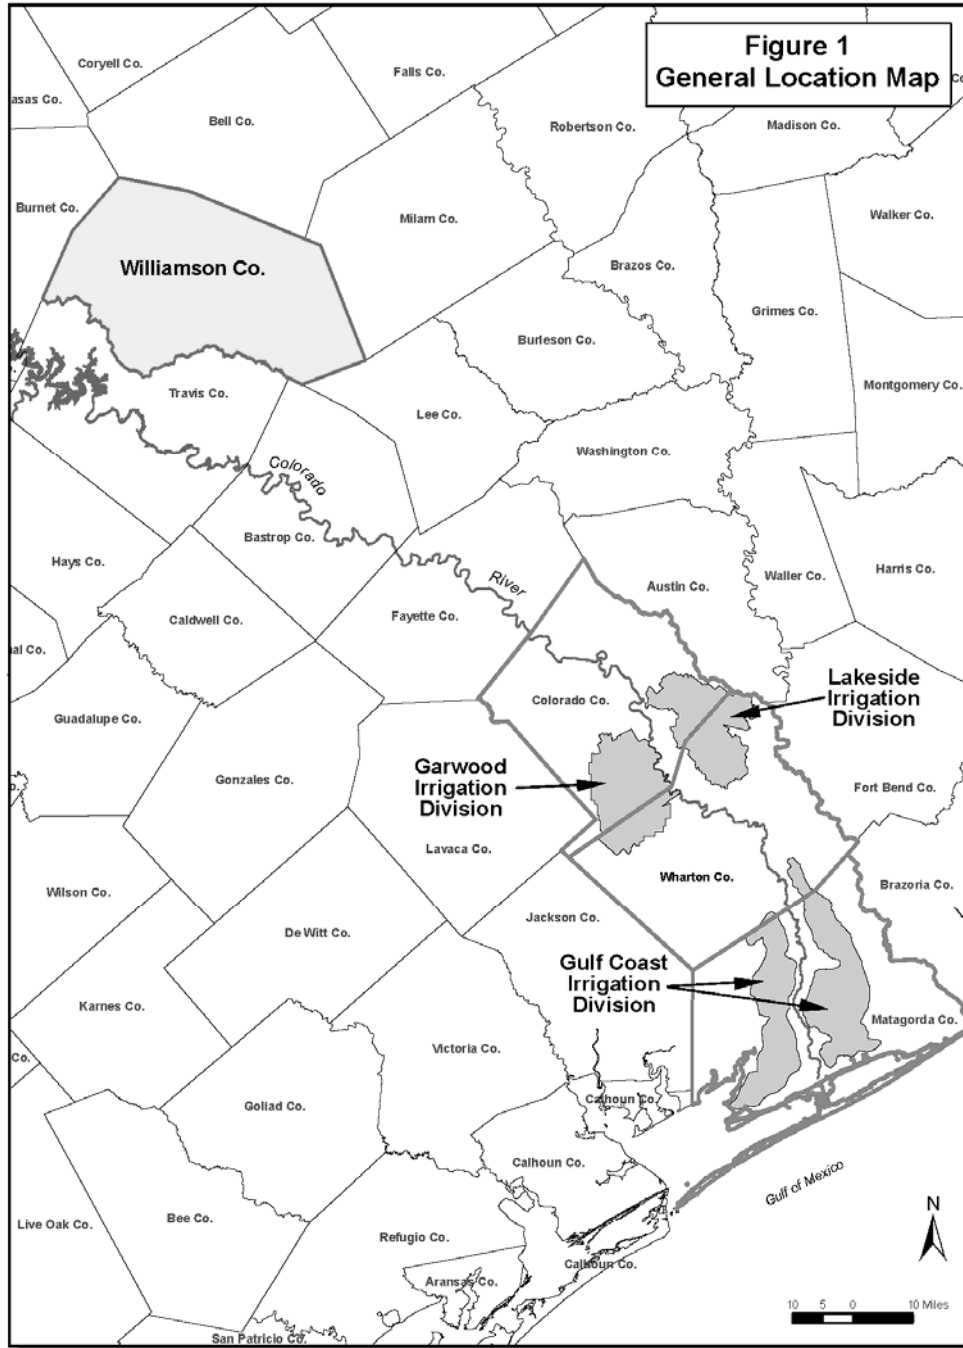 Figure 1
General Location Map
Coryell Co.
Falls Co.
Co.
asas Co.
Bell Co.
Robertson Co.
Madison Co.
Burnet Co.
Milam Co.
Walker Co.
Williamson Co.
Brazos Co.
Grimes Co.
Burleson Co.
Travis Co.
Montgomery Co.
Lee Co.
Washington Co.
Colorado
Bastrop Co.
Hays Co.
River
Austin Co.
Waller Co.
Harris Co.
Caldwell Co.
Fayette Co.
al Co.
Lakeside
Irrigation
Division
Colorado Co.
Guadalupe Co.
Garwood
Irrigation
Division
Gonzales Co.
o.
Fort Bend Co.
Lavaca Co.
Wharton Co.
Wilson Co.
Brazoria Co.
Jackson Co.
De Witt Co.
Gulf Coast
Irrigation
Division
Karnes Co.
Matagorda Co.
Victoria Co.
Co.
Calhoun Co.
Goliad Co.
Calhoun Co.
Gulf of Mexico
Live Oak Co.
Bee Co.
Refugio Co.
N
Calhoun Co.
Aransas Co.
10 5 0 10 Miles
San Patricio Co.